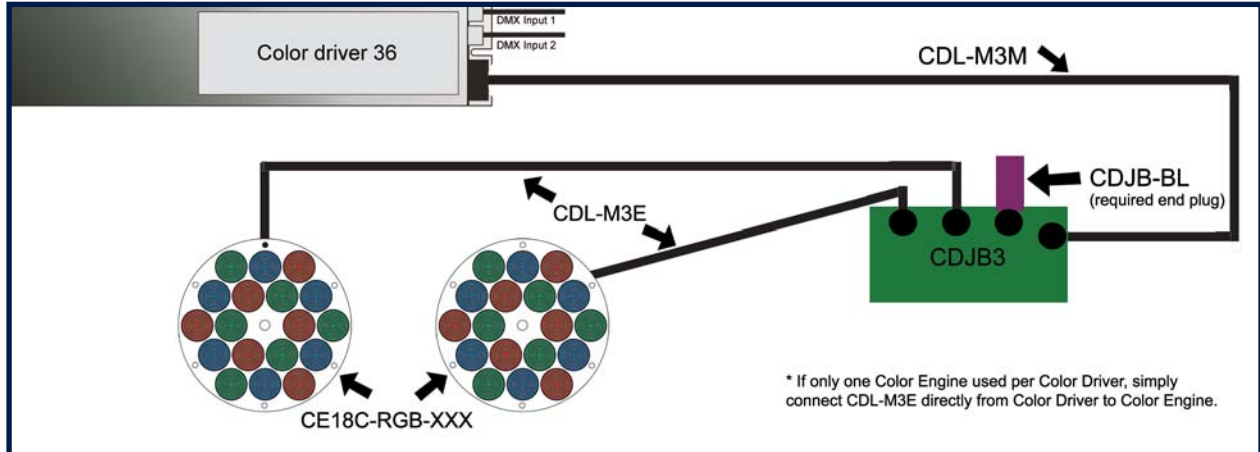 DMX Input 1
DMX Input 2
Color driver 36
CDL-M3M
CDJB-BL
(required end plug)
CDL-M3E
CDJB3
CE18C-RGB-XXX
* If only one Color Engine used per Color Driver, simply
connect CDL-M3E directly from Color Driver to Color Engine.